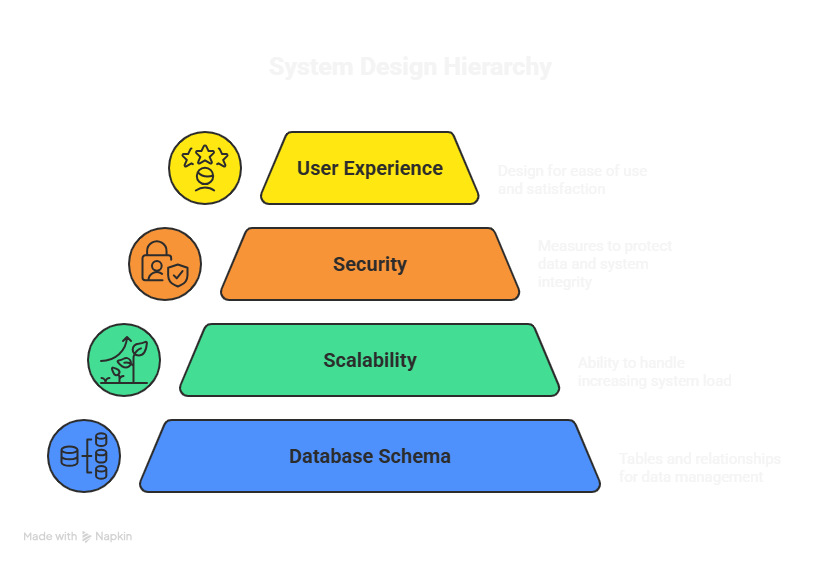 System Design Hierarchy
User Experience
Design for ease of use
and satisfaction
Security
Measures to protect
data and system
integrity
Scalability
Ability to handle
increasing system load
Database Schema
Tables and relationships
for data management
Made with Napkin